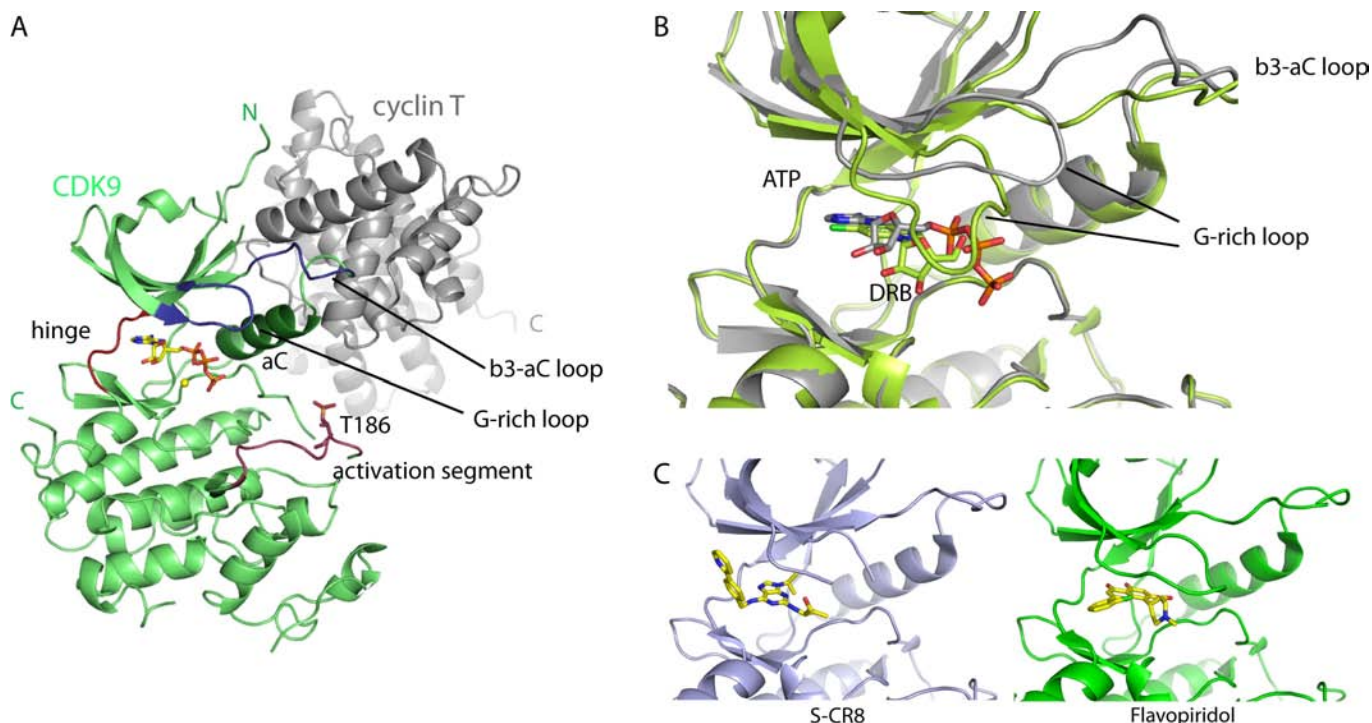 A
cyclin T
N
CDK9
hinge
aC
C
b3-aC loop
C
G-rich loop
T186
activation segment
B
b3-aC loop
ATP
G-rich loop
DRB
C
S-CR8
Flavopiridol